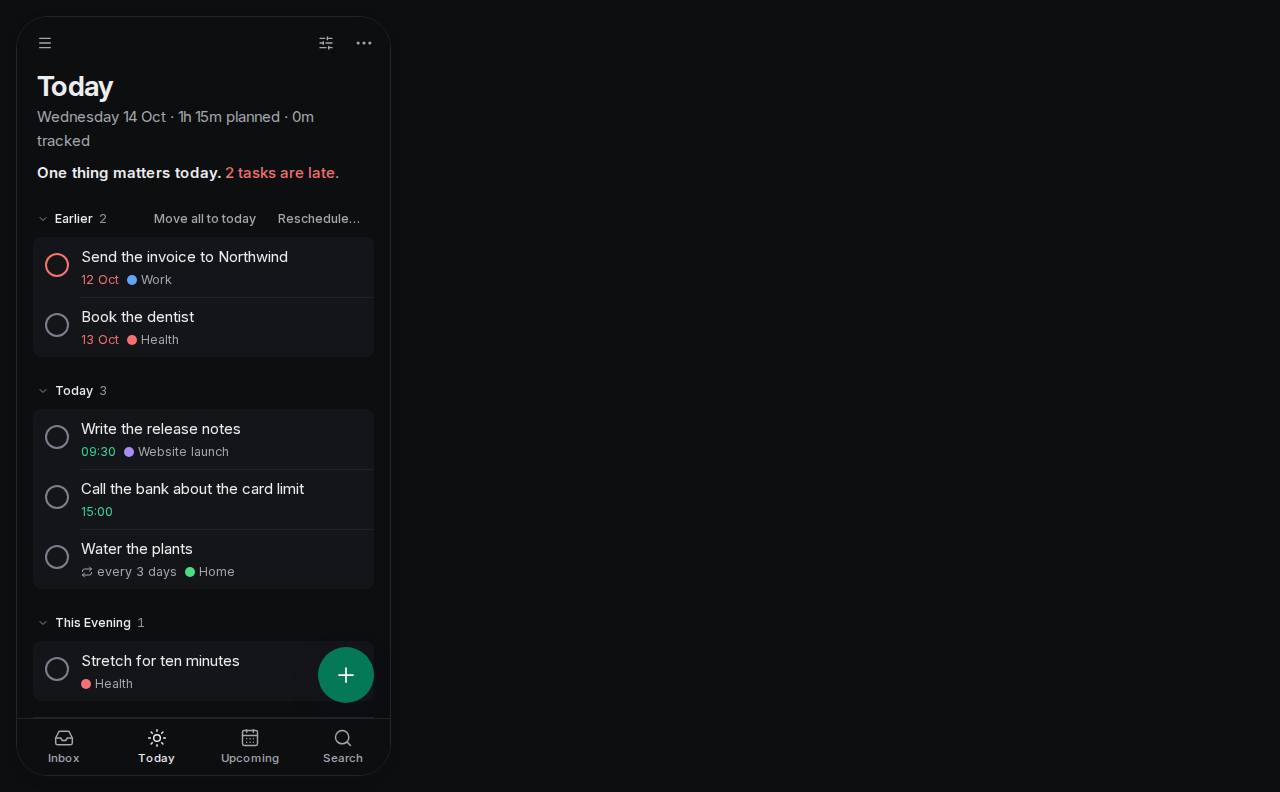 Today
Wednesday 14 Oct · 1h 15m planned · 0m
tracked
One thing matters today. 2 tasks are late.
Earlier 2 Move all to today Reschedule...
Send the invoice to Northwind
12 Oct Work
Book the dentist
13 Oct Health
Today 3
Write the release notes
09:30 Website launch
Call the bank about the card limit
15:00
Water the plants
every 3 days Home
This Evening 1
Stretch for ten minutes
Health
Inbox Today Upcoming Search